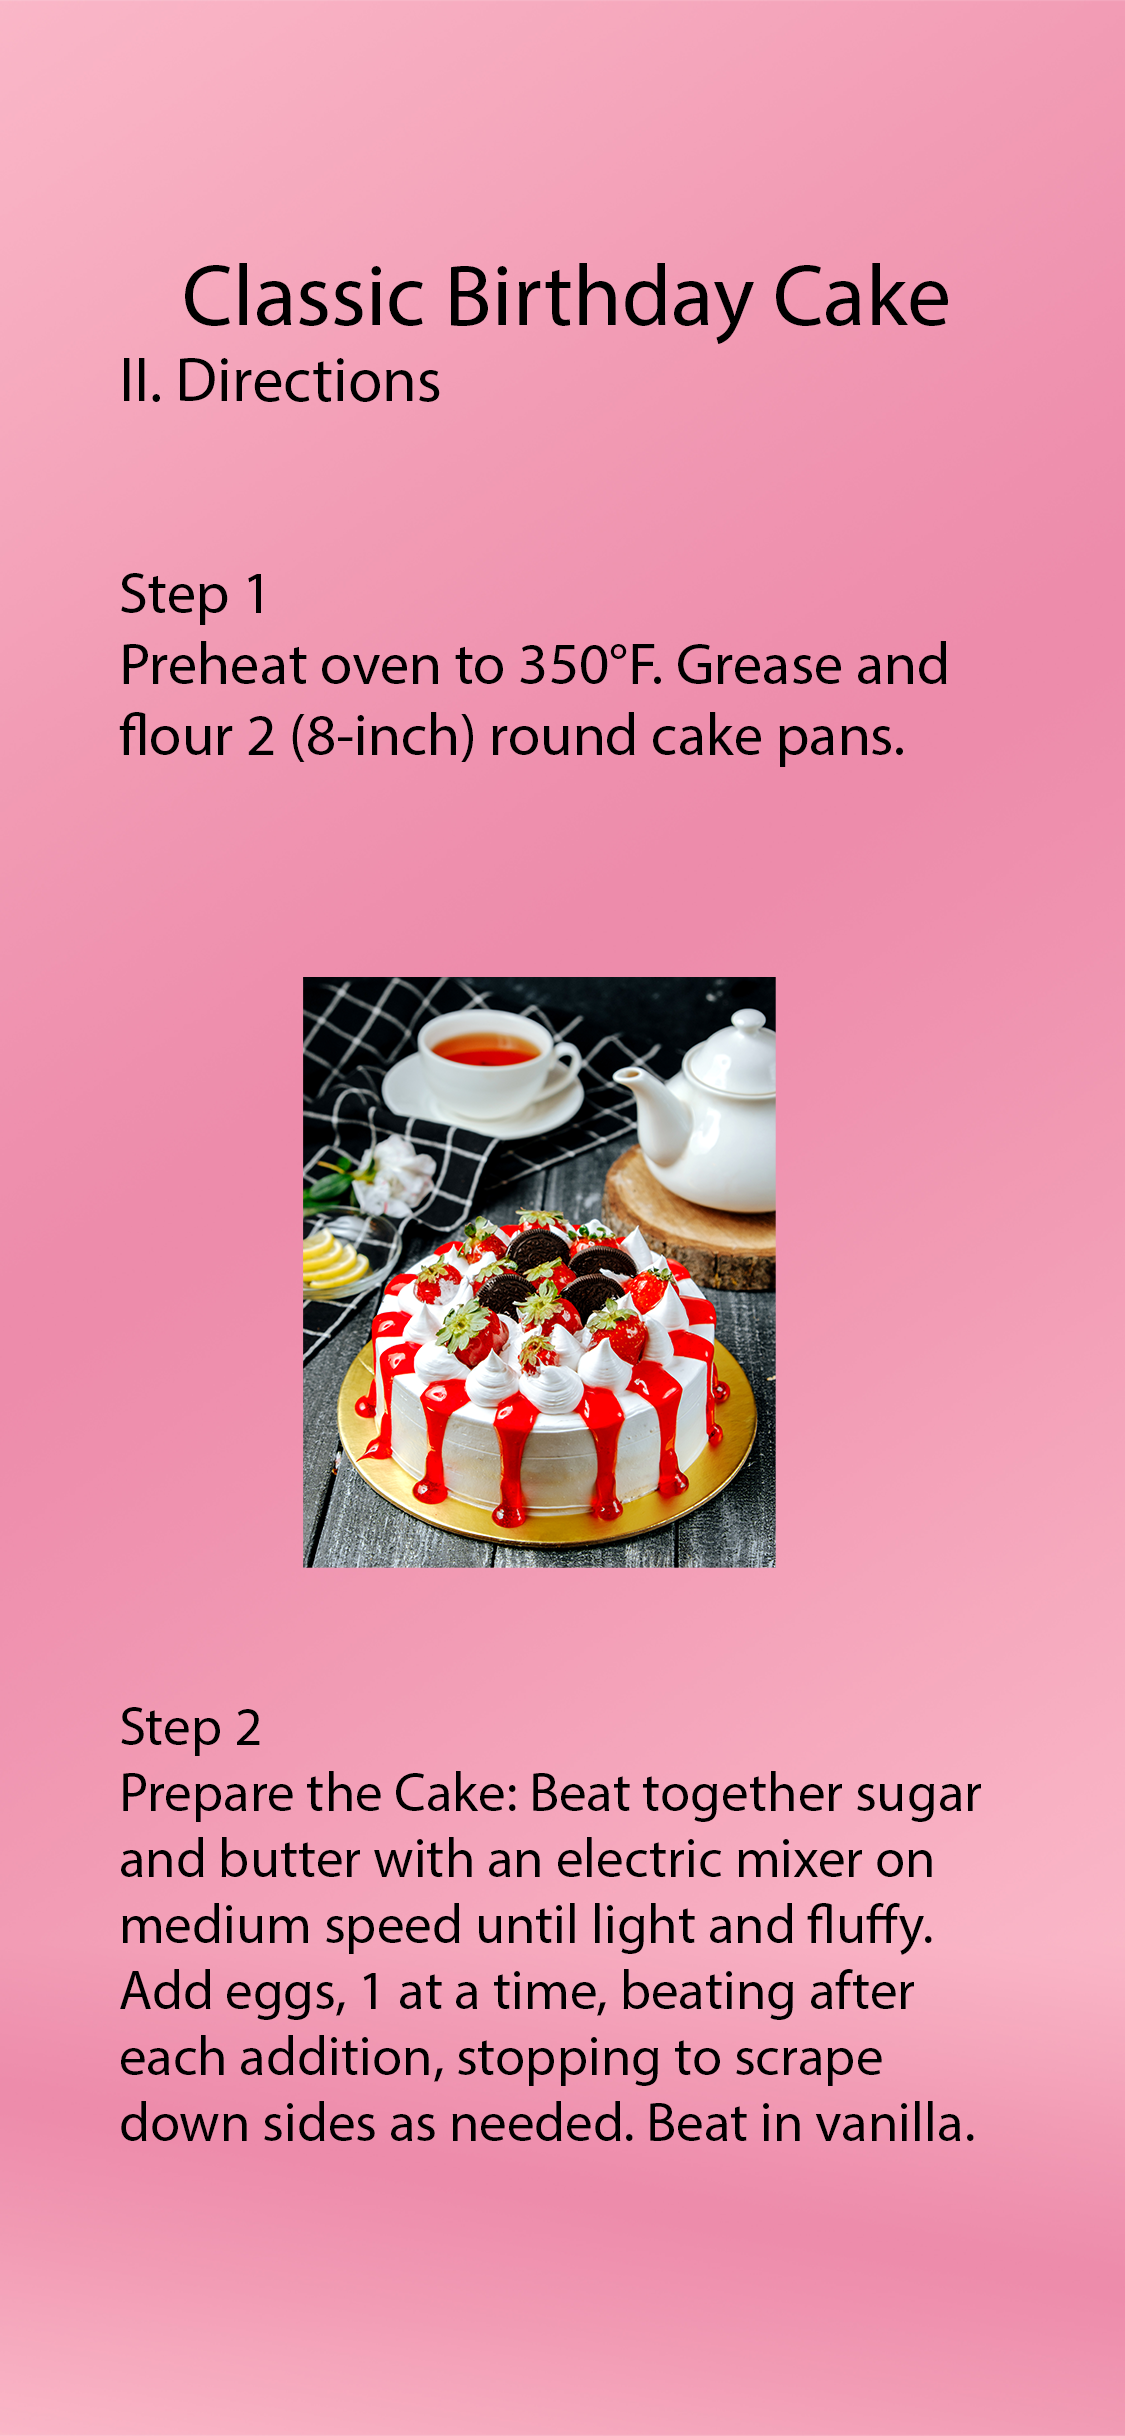 Classic Birthday Cake
II. Directions
Step 1
Preheat oven to 350°F. Grease and
flour 2 (8-inch) round cake pans.
Step 2
Prepare the Cake: Beat together sugar
and butter with an electric mixer on
medium speed until light and fluffy.
Add eggs, 1 at a time, beating after
each addition, stopping to scrape
down sides as needed. Beat in vanilla.